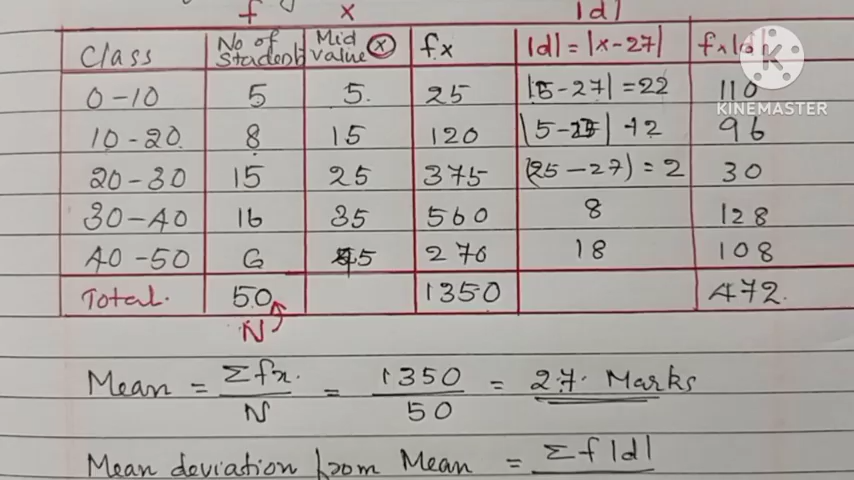 f x |d|
Class No of Student Mid Value (x) fx |d| = |x-27| f×|d|
0-10 5 5. 25 |5-27| = 22 110
10-20 8 15 120 |5-27| 12 96
20-30 15 25 375 (25-27) = 2 30
30-40 16 35 560 8 128
40-50 6 45 270 18 108
Total. 50 1350 472.
N
Mean = Σfx. = 1350 = 27. Marks
N 50
Mean deviation from Mean = Σf|d|
KINEMASTER